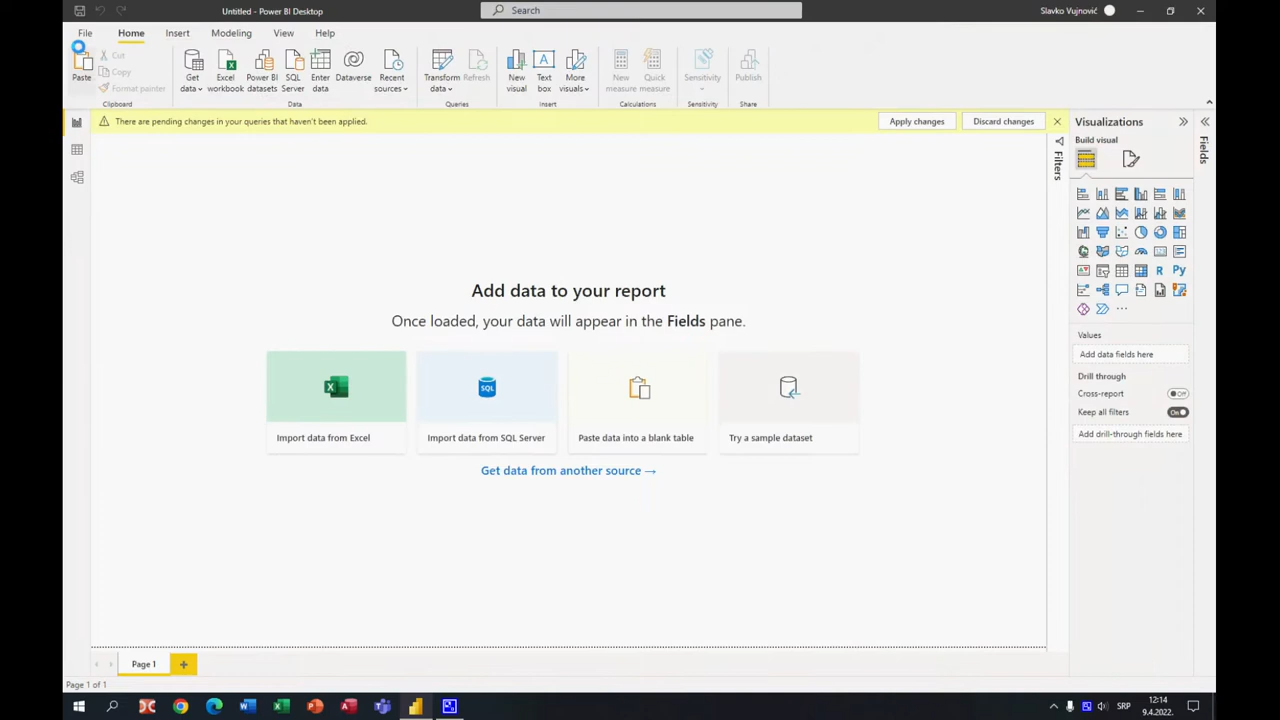 Untitled - Power BI Desktop
Search
Slavko Vujnović
File
Home
Insert
Modeling
View
Help
Paste
Cut
Copy
Format painter
Clipboard
Get data
Excel workbook
Power BI datasets
SQL Server
Enter data
Dataverse
Recent sources
Data
Transform data
Refresh
Queries
New visual
Text box
More visuals
Insert
New measure
Quick measure
Calculations
Sensitivity
Sensitivity
Publish
Share
There are pending changes in your queries that haven't been applied.
Apply changes
Discard changes
Filters
Visualizations
Build visual
Fields
R
Py
Values
Add data fields here
Drill through
Cross-report
Off
Keep all filters
On
Add drill-through fields here
Add data to your report
Once loaded, your data will appear in the Fields pane.
SQL
Import data from Excel
Import data from SQL Server
Paste data into a blank table
Try a sample dataset
Get data from another source →
Page 1
Page 1 of 1
SRP
12:14
9.4.2022.